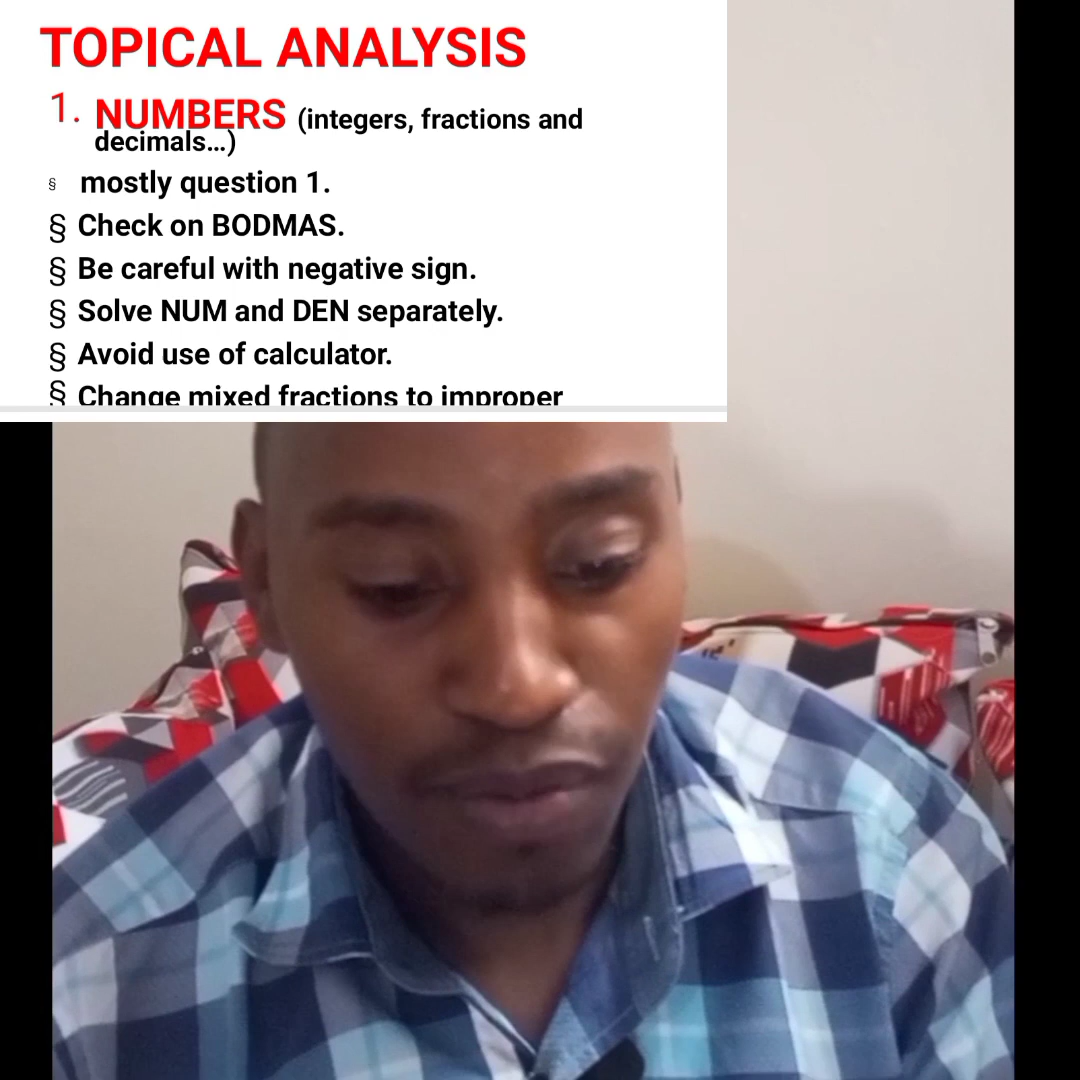 TOPICAL ANALYSIS
1. NUMBERS (integers, fractions and
decimals...)
§ mostly question 1.
§ Check on BODMAS.
§ Be careful with negative sign.
§ Solve NUM and DEN separately.
§ Avoid use of calculator.
§ Change mixed fractions to improper